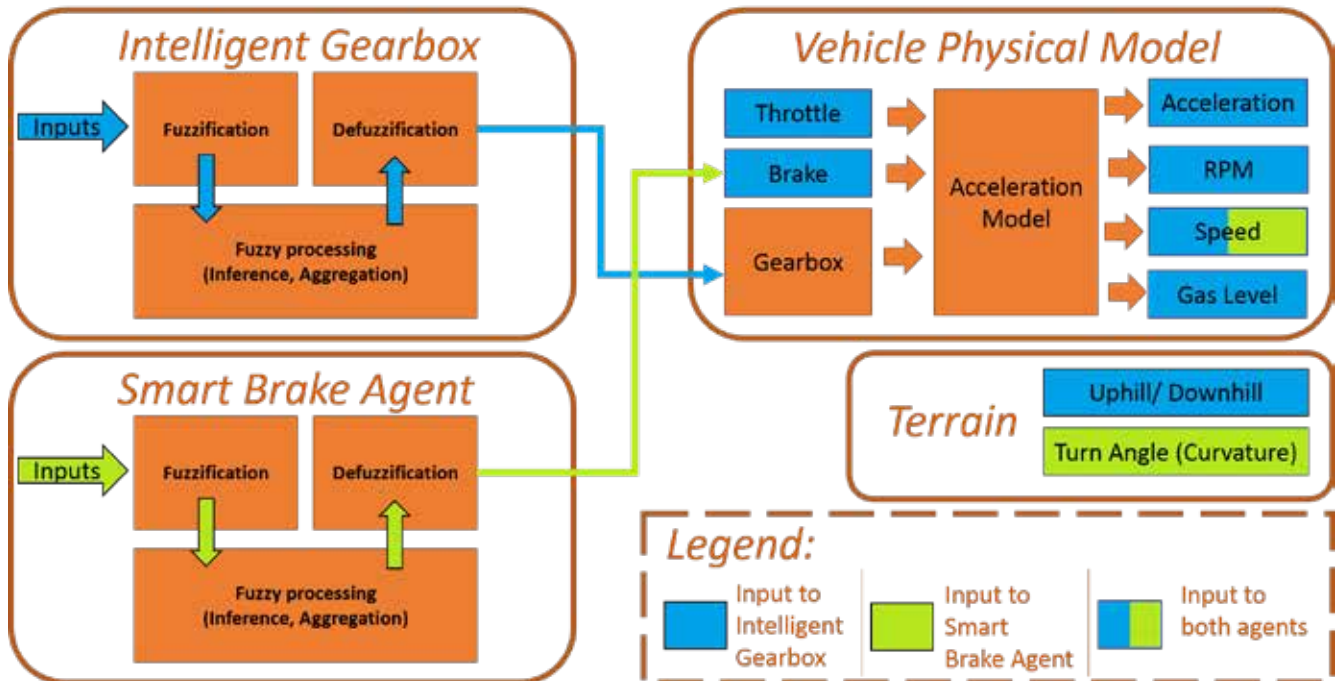 Intelligent Gearbox
Inputs
Fuzzification
Defuzzification
Fuzzy processing
(Inference, Aggregation)
Smart Brake Agent
Inputs
Fuzzification
Defuzzification
Fuzzy processing
(Inference, Aggregation)
Vehicle Physical Model
Throttle
Brake
Gearbox
Acceleration
Model
Acceleration
RPM
Speed
Gas Level
Terrain
Uphill/ Downhill
Turn Angle (Curvature)
Legend:
Input to
Intelligent
Gearbox
Input to
Smart
Brake Agent
Input to
both agents